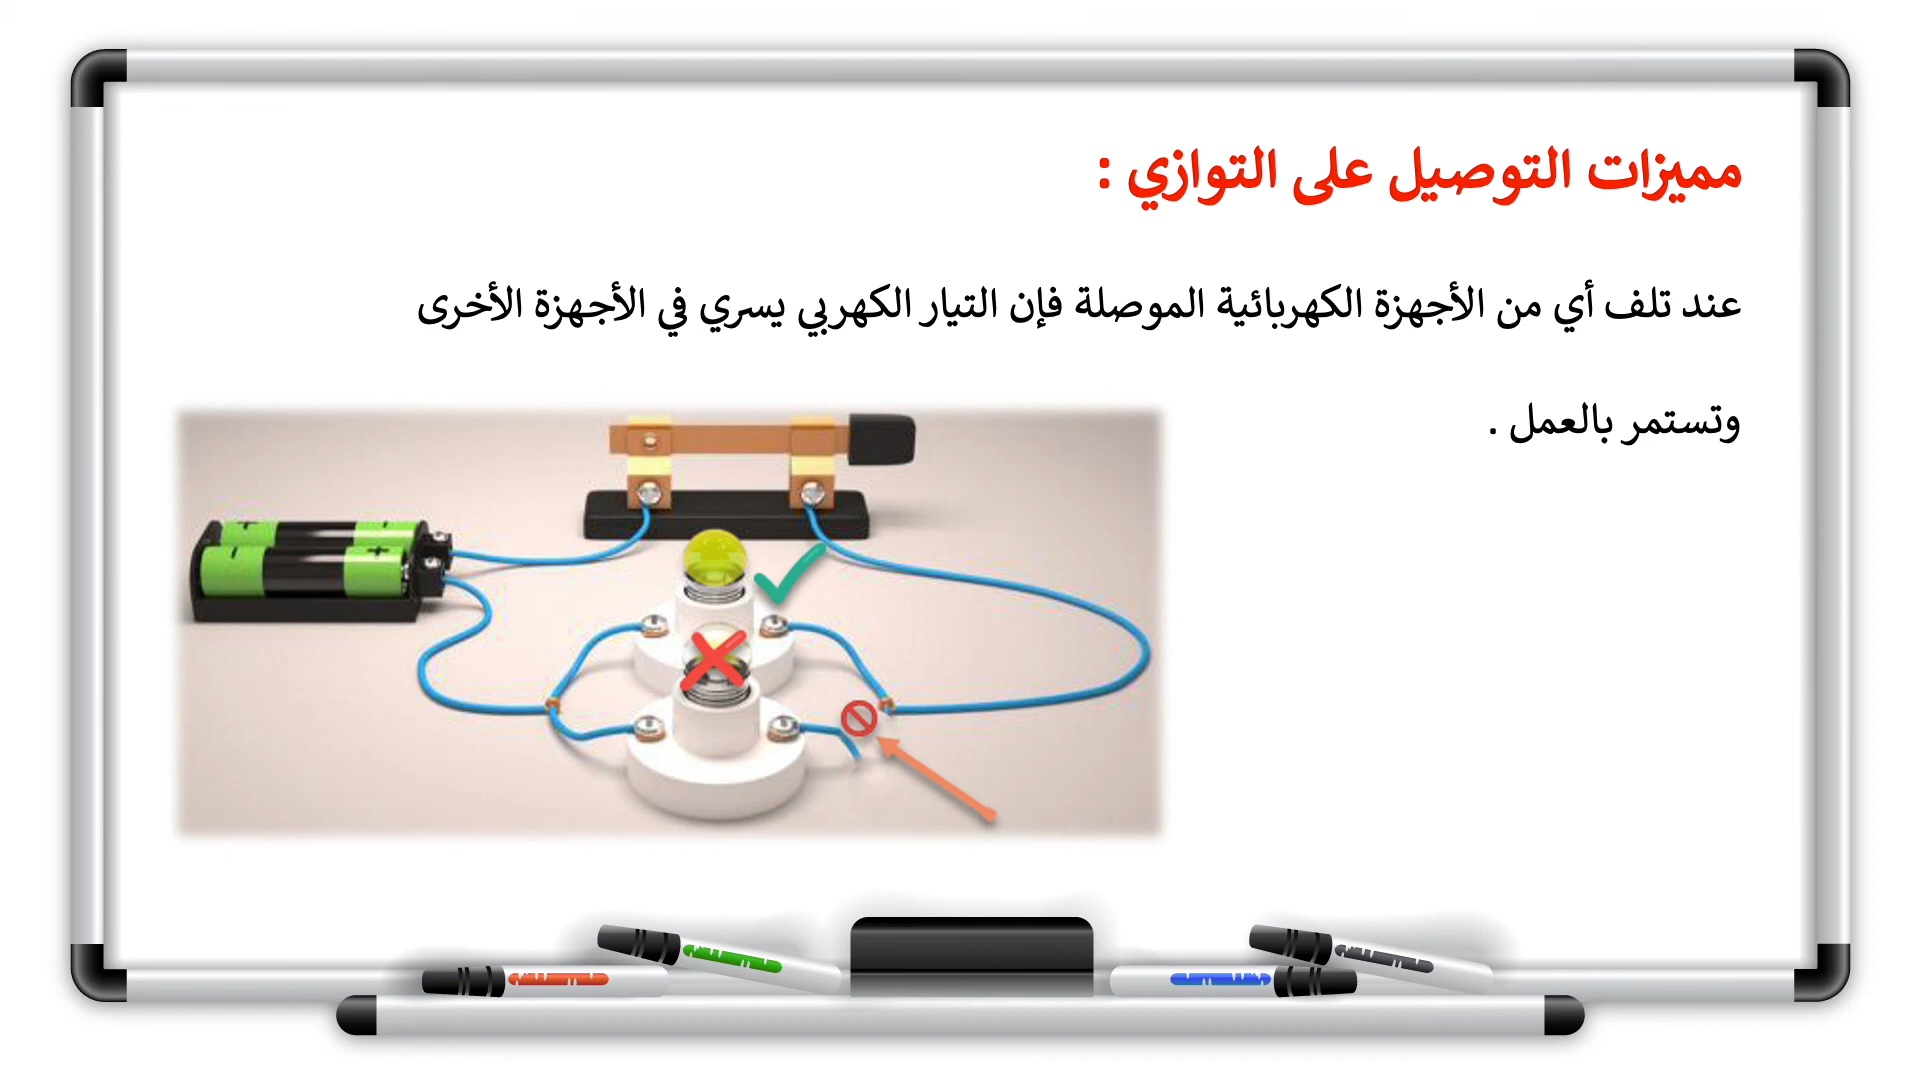 مميزات التوصيل على التوازي :
عند تلف أي من الأجهزة الكهربائية الموصلة فإن التيار الكهربي يسري في الأجهزة الأخرى
وتستمر بالعمل .
+ -
- +